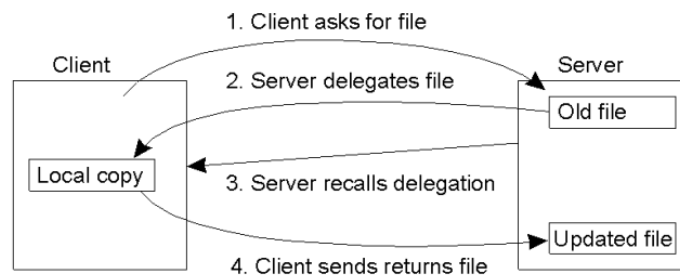 1. Client asks for file
Client
Server
2. Server delegates file
Old file
Local copy
3. Server recalls delegation
Updated file
4. Client sends returns file